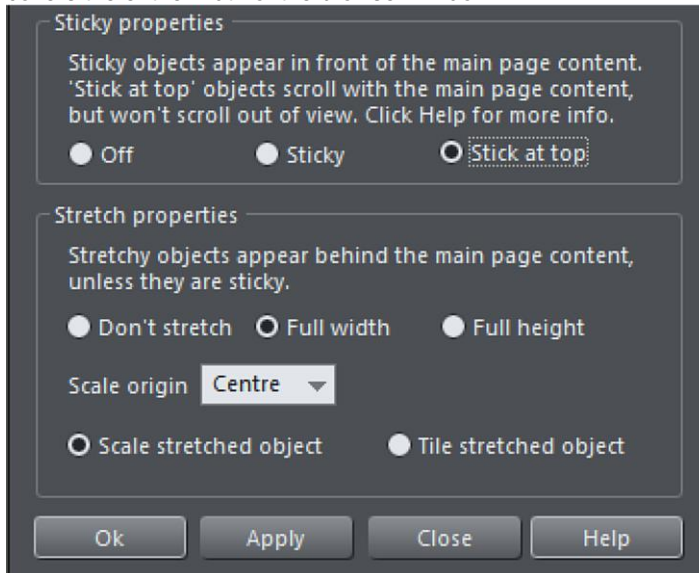 Sticky properties
Sticky objects appear in front of the main page content.
'Stick at top' objects scroll with the main page content,
but won't scroll out of view. Click Help for more info.
Off Sticky Stick at top
Stretch properties
Stretchy objects appear behind the main page content,
unless they are sticky.
Don't stretch Full width Full height
Scale origin Centre
Scale stretched object Tile stretched object
Ok Apply Close Help